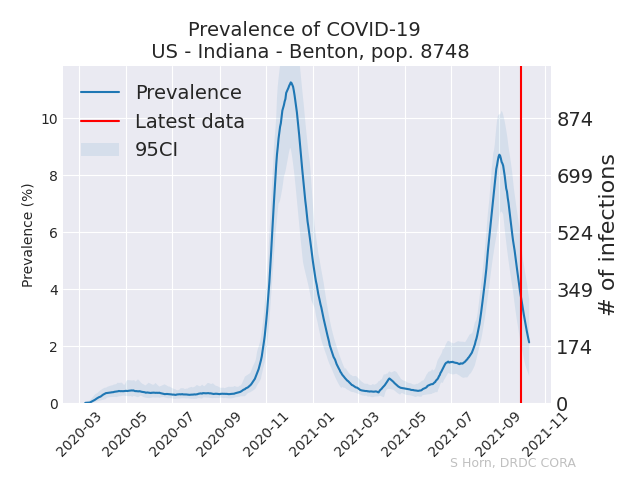 Prevalence of COVID-19
US - Indiana - Benton, pop. 8748
Prevalence
Latest data
95CI
Prevalence (%)
10
8
6
4
2
0
874
699
524
349
174
0
# of infections
2020-03
2020-05
2020-07
2020-09
2020-11
2021-01
2021-03
2021-05
2021-07
2021-09
2021-11
S Horn, DRDC CORA